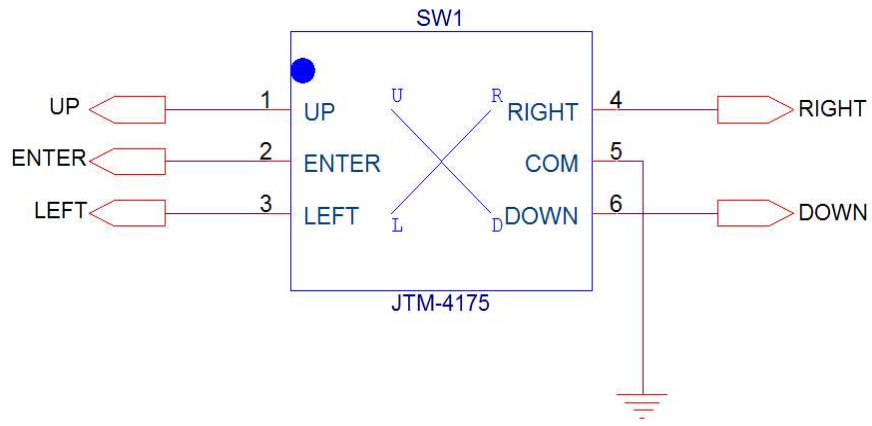 SW1
UP 1 UP U R RIGHT 4 RIGHT
ENTER 2 ENTER COM 5
LEFT 3 LEFT L D DOWN 6 DOWN
JTM-4175